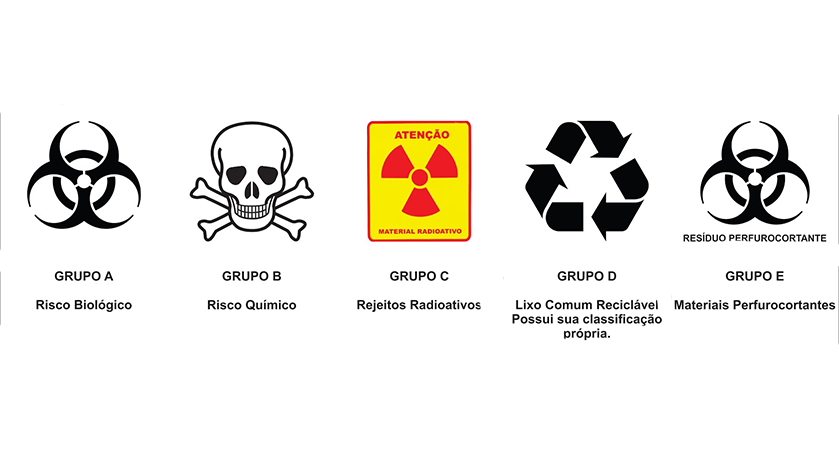 ATENÇÃO
MATERIAL RADIOATIVO
RESÍDUO PERFUROCORTANTE
GRUPO A
Risco Biológico
GRUPO B
Risco Químico
GRUPO C
Rejeitos Radioativos
GRUPO D
Lixo Comum Reciclável
Possui sua classificação
própria.
GRUPO E
Materiais Perfurocortantes